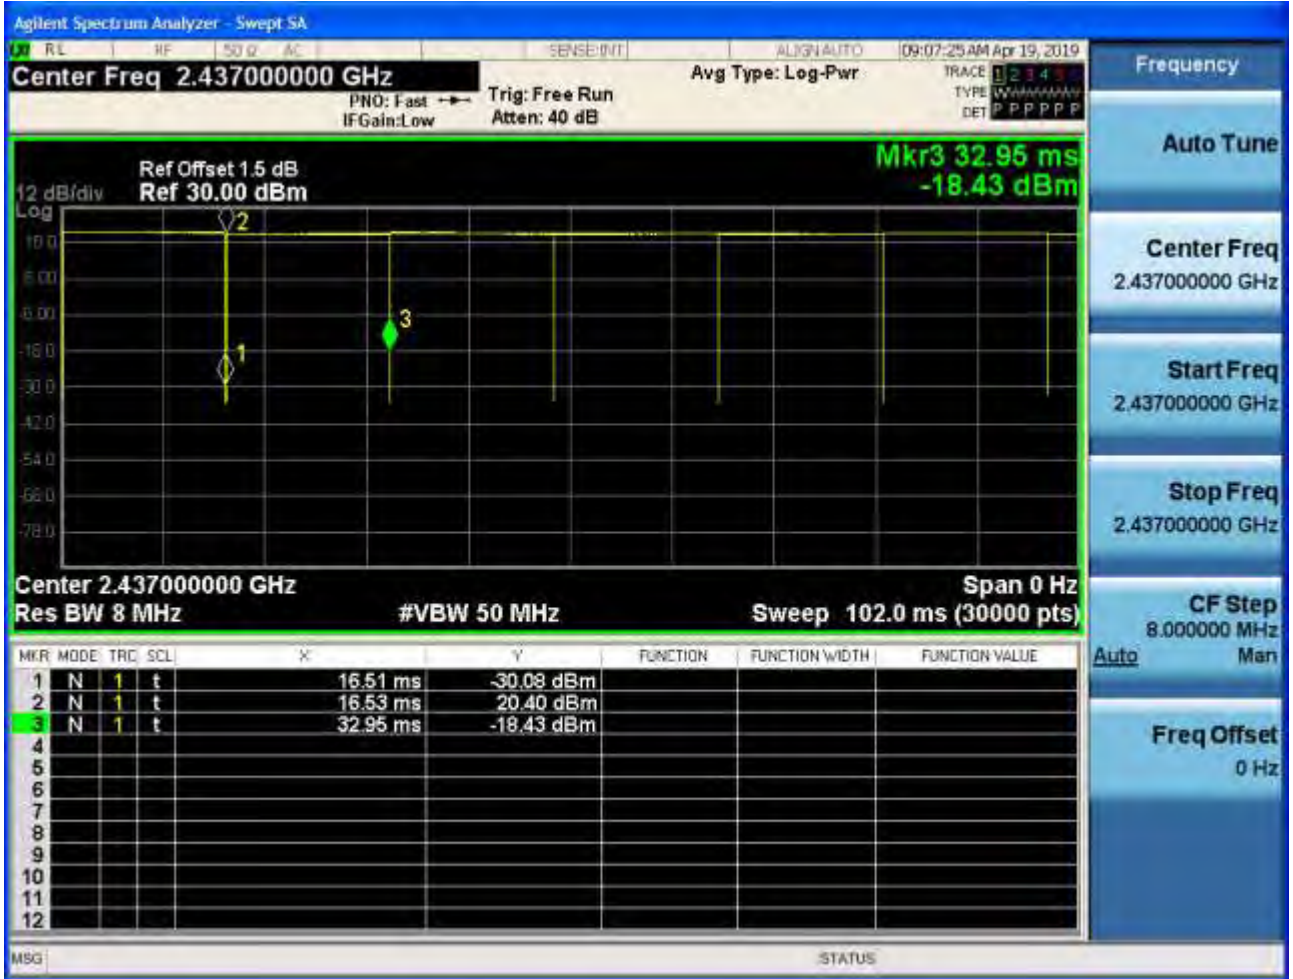 Agilent Spectrum Analyzer - Swept SA
LXI RL RF 50 Ω AC SENSE:INT ALIGN AUTO 09:07:25 AM Apr 19, 2019
Center Freq 2.437000000 GHz
PNO: Fast
IFGain:Low
Trig: Free Run
Atten: 40 dB
Avg Type: Log-Pwr
TRACE 1 2 3 4 5 6
TYPE
DET P P P P P P
Mkr3 32.95 ms
-18.43 dBm
Ref Offset 1.5 dB
12 dB/div Ref 30.00 dBm
Log
18.0
6.00
-6.00
-18.0
-30.0
-42.0
-54.0
-66.0
-78.0
2
3
1
Center 2.437000000 GHz Span 0 Hz
Res BW 8 MHz #VBW 50 MHz Sweep 102.0 ms (30000 pts)
MKR MODE TRC SCL X Y FUNCTION FUNCTION WIDTH FUNCTION VALUE
1 N 1 t 16.51 ms -30.08 dBm
2 N 1 t 16.53 ms 20.40 dBm
3 N 1 t 32.95 ms -18.43 dBm
4
5
6
7
8
9
10
11
12
MSG STATUS
Frequency
Auto Tune
Center Freq
2.437000000 GHz
Start Freq
2.437000000 GHz
Stop Freq
2.437000000 GHz
CF Step
8.000000 MHz
Auto Man
Freq Offset
0 Hz